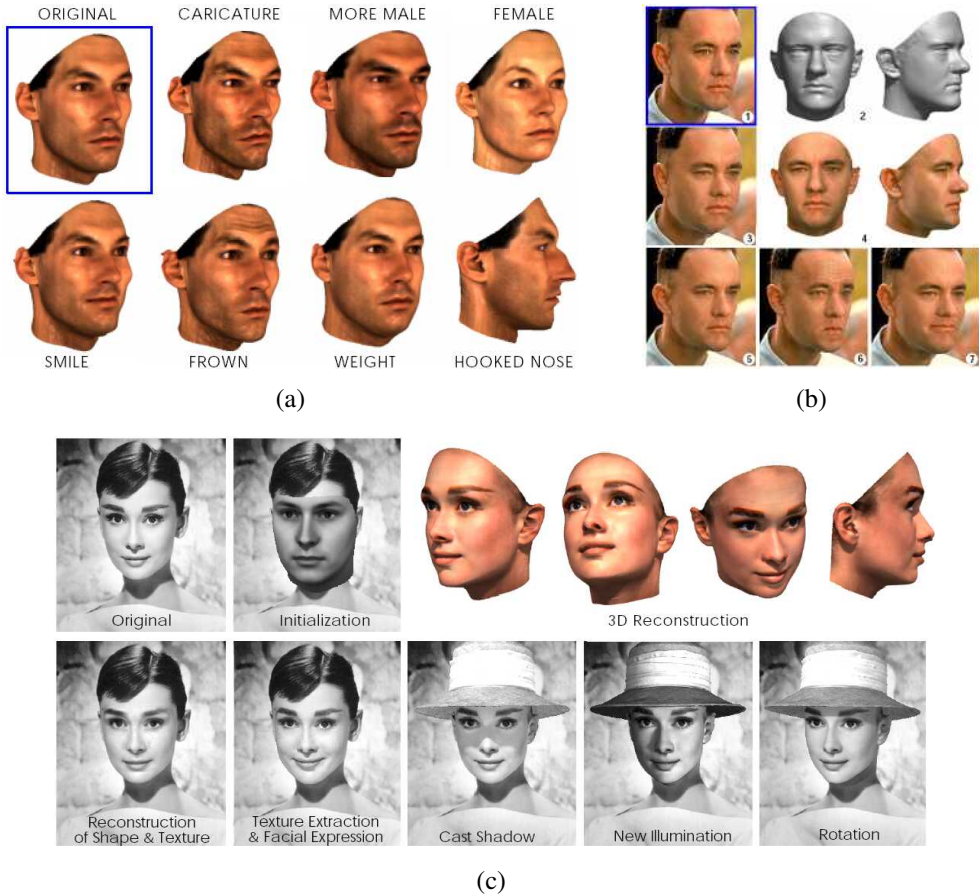 ORIGINAL CARICATURE MORE MALE FEMALE
SMILE FROWN WEIGHT HOOKED NOSE
(a)
1
2
3
4
5
6
7
(b)
Original
Initialization
3D Reconstruction
Reconstruction
of Shape & Texture
Texture Extraction
& Facial Expression
Cast Shadow
New Illumination
Rotation
(c)